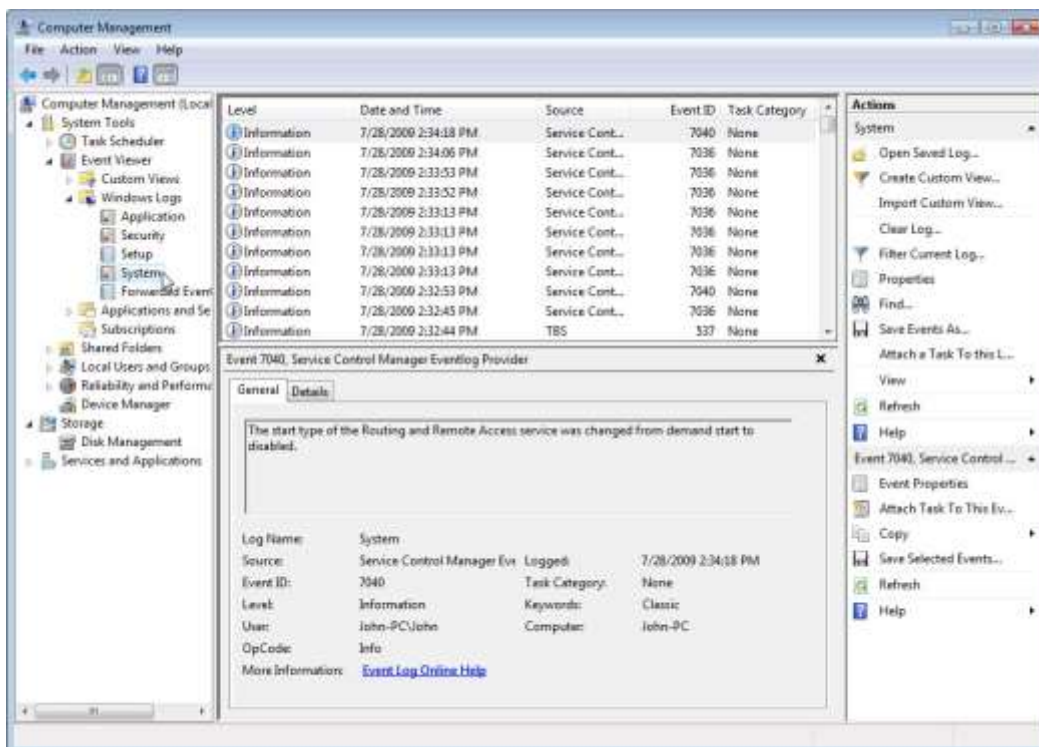 Computer Management
File Action View Help
Computer Management (Local
System Tools
Task Scheduler
Event Viewer
Custom Views
Windows Logs
Application
Security
Setup
System
Forwarded Event
Applications and Se
Subscriptions
Shared Folders
Local Users and Groups
Reliability and Performa
Device Manager
Storage
Disk Management
Services and Applications
Level Date and Time Source Event ID Task Category
Information 7/28/2009 2:34:18 PM Service Cont... 7040 None
Information 7/28/2009 2:34:06 PM Service Cont... 7036 None
Information 7/28/2009 2:33:53 PM Service Cont... 7036 None
Information 7/28/2009 2:33:52 PM Service Cont... 7036 None
Information 7/28/2009 2:33:13 PM Service Cont... 7036 None
Information 7/28/2009 2:33:13 PM Service Cont... 7036 None
Information 7/28/2009 2:33:13 PM Service Cont... 7036 None
Information 7/28/2009 2:33:13 PM Service Cont... 7036 None
Information 7/28/2009 2:32:53 PM Service Cont... 7040 None
Information 7/28/2009 2:32:45 PM Service Cont... 7036 None
Information 7/28/2009 2:32:44 PM TBS 537 None
Event 7040, Service Control Manager Eventlog Provider
General Details
The start type of the Routing and Remote Access service was changed from demand start to
disabled.
Log Name: System
Source: Service Control Manager Eve Logged: 7/28/2009 2:34:18 PM
Event ID: 7040 Task Category: None
Level: Information Keywords: Classic
User: John-PC\John Computer: John-PC
OpCode: Info
More Information: Event Log Online Help
Actions
System
Open Saved Log...
Create Custom View...
Import Custom View...
Clear Log...
Filter Current Log...
Properties
Find...
Save Events As...
Attach a Task To this L...
View
Refresh
Help
Event 7040, Service Control ...
Event Properties
Attach Task To This Ev...
Copy
Save Selected Events...
Refresh
Help